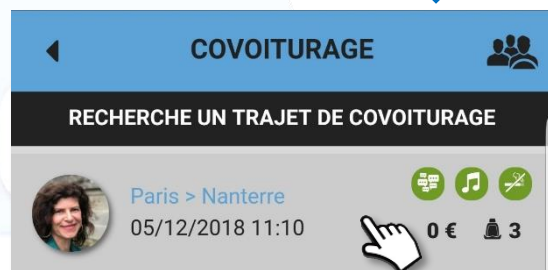 COVOITURAGE
RECHERCHE UN TRAJET DE COVOITURAGE
Paris > Nanterre
05/12/2018 11:10
0 € 3